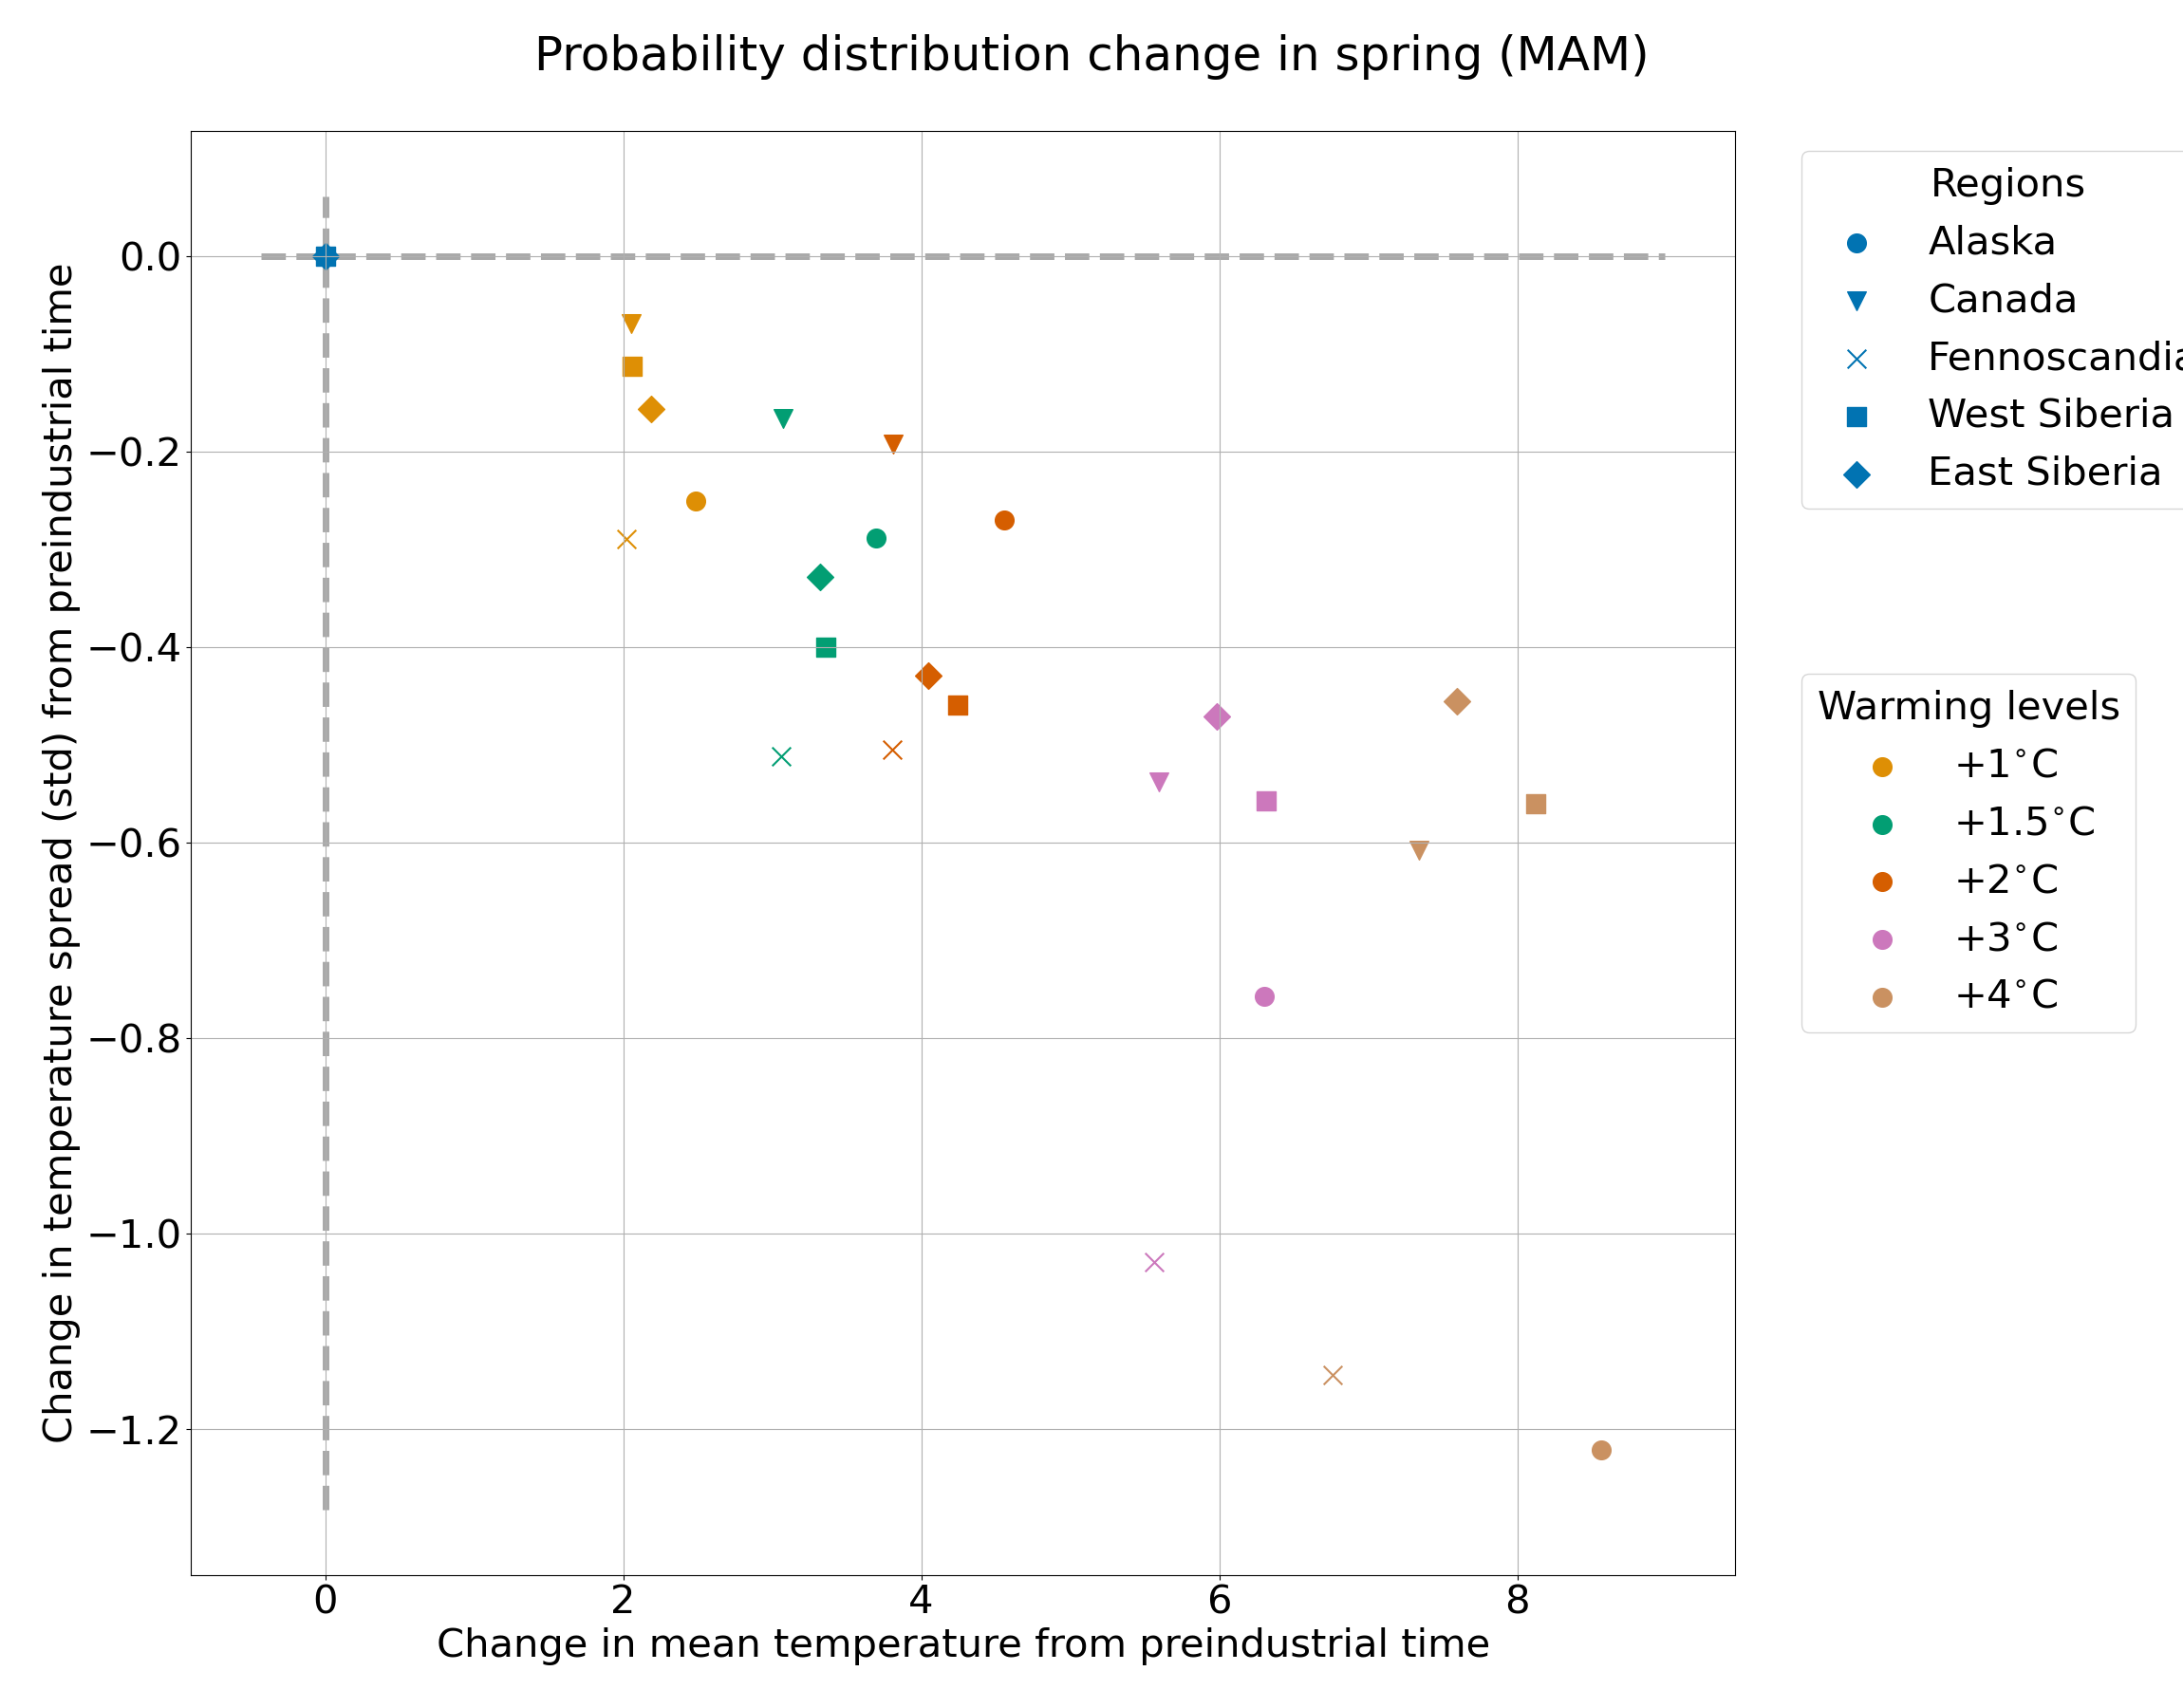 Probability distribution change in spring (MAM)
Change in temperature spread (std) from preindustrial time
0.0
−0.2
−0.4
−0.6
−0.8
−1.0
−1.2
0 2 4 6 8
Change in mean temperature from preindustrial time
Regions
Alaska
Canada
Fennoscandia
West Siberia
East Siberia
Warming levels
+1°C
+1.5°C
+2°C
+3°C
+4°C